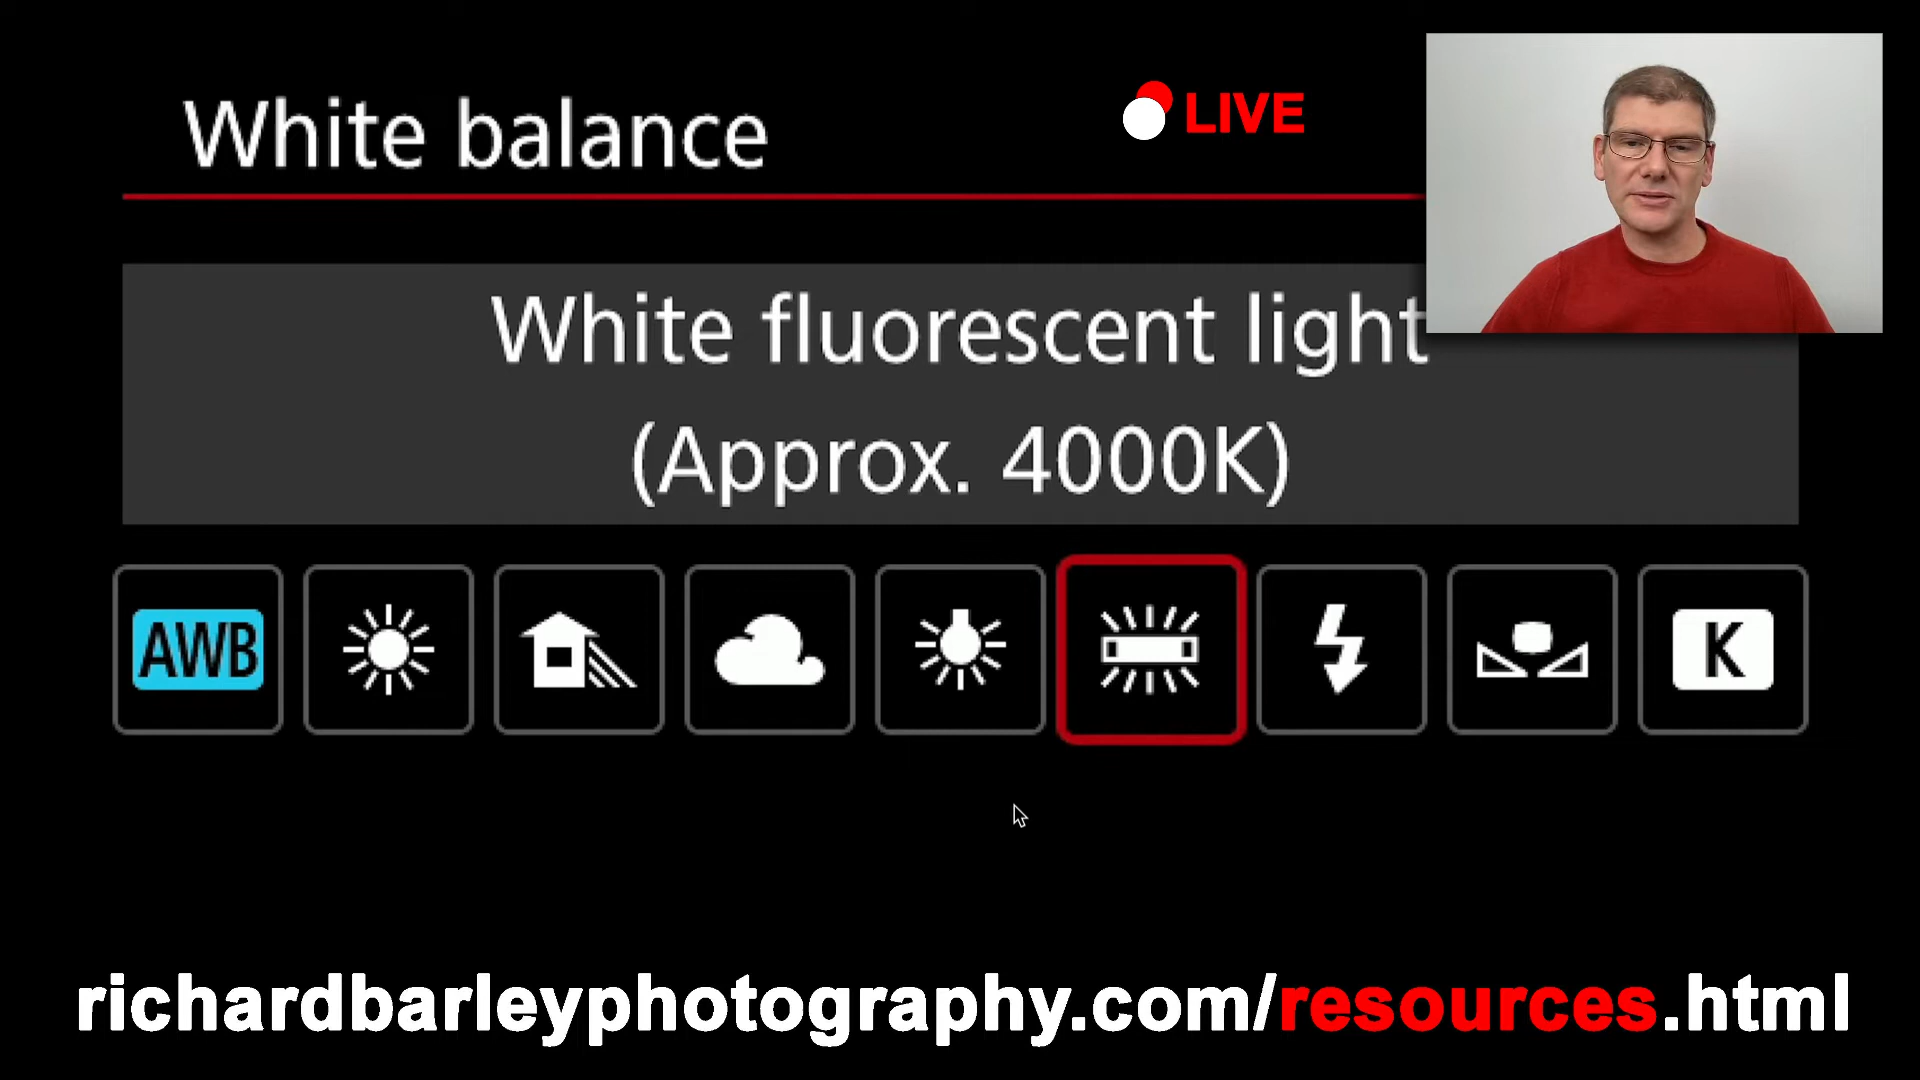 White balance
LIVE
White fluorescent light
(Approx. 4000K)
AWB
K
richardbarleyphotography.com/resources.html